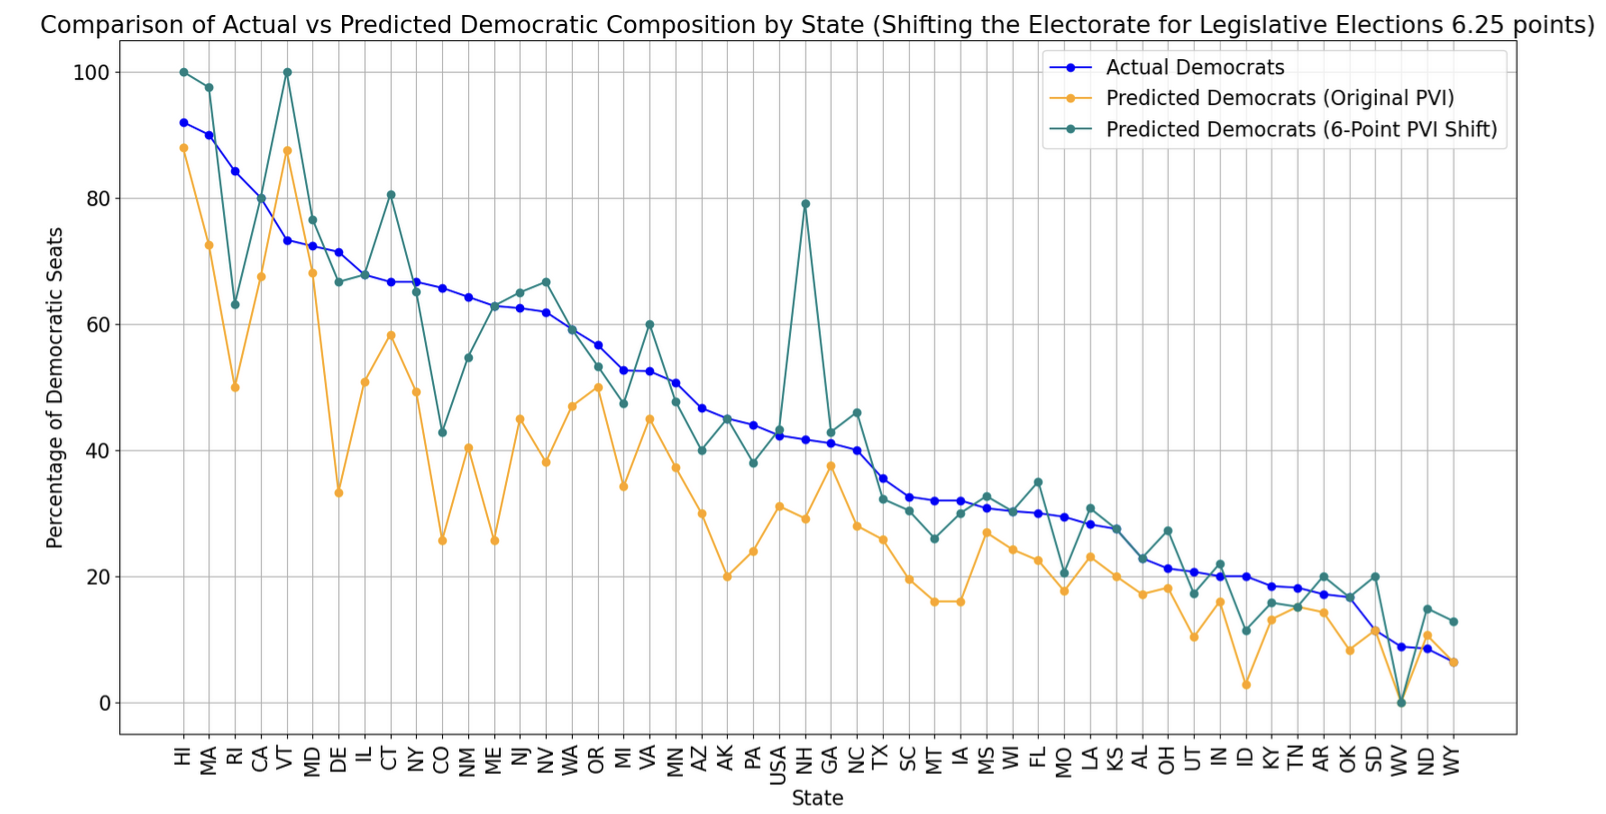 Comparison of Actual vs Predicted Democratic Composition by State (Shifting the Electorate for Legislative Elections 6.25 points)
Actual Democrats
Predicted Democrats (Original PVI)
Predicted Democrats (6-Point PVI Shift)
Percentage of Democratic Seats
100
80
60
40
20
0
HI MA RI CA VT MD DE IL CT NY CO NM ME NJ NV WA OR MI VA MN AZ AK PA USA NH GA NC TX SC MT IA MS WI FL MO LA KS AL OH UT IN ID KY TN AR OK SD WV ND WY
State